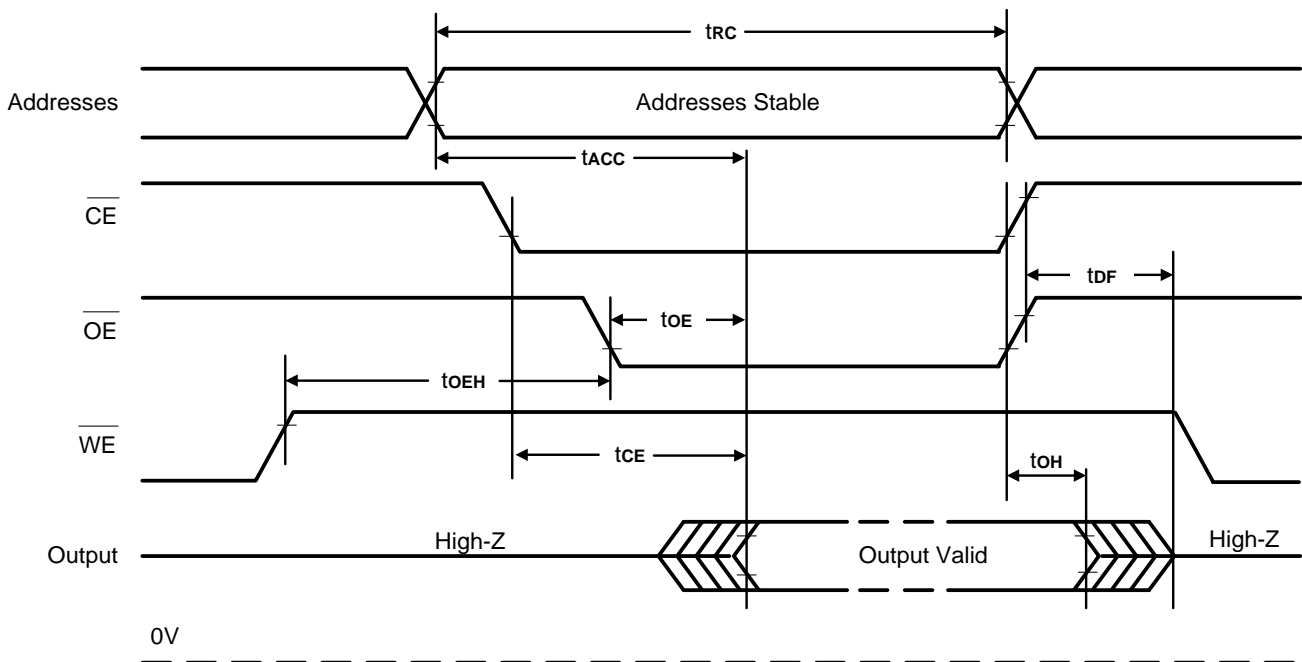 tRC
Addresses
Addresses Stable
tACC
CE
tDF
OE
tOE
tOEH
WE
tCE
tOH
Output
High-Z
Output Valid
High-Z
0V